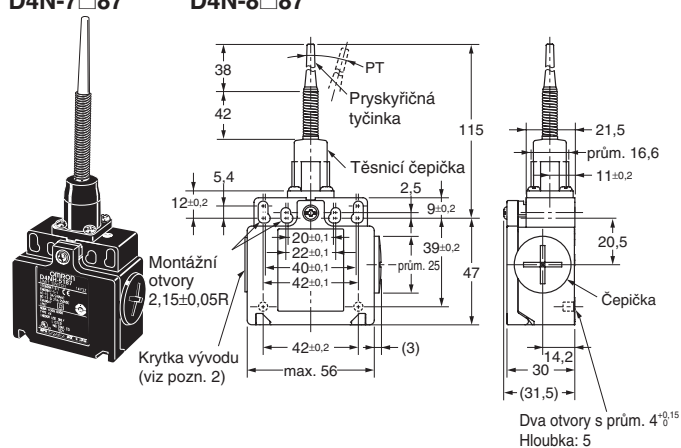 D4N-7□87 D4N-8□87
PT
38
Pryskyřičná
tyčinka
42
115
21,5
prům. 16,6
Těsnicí čepička
11±0,2
5,4
2,5
12±0,2
9±0,2
20±0,1
22±0,1
39±0,2
20,5
40±0,1
prům. 25
47
42±0,1
Montážní
otvory
2,15±0,05R
OMRON
Čepička
Krytka vývodu
(viz pozn. 2)
42±0,2
(3)
max. 56
14,2
30
(31,5)
Dva otvory s prům. 4 +0,15 0
Hloubka: 5